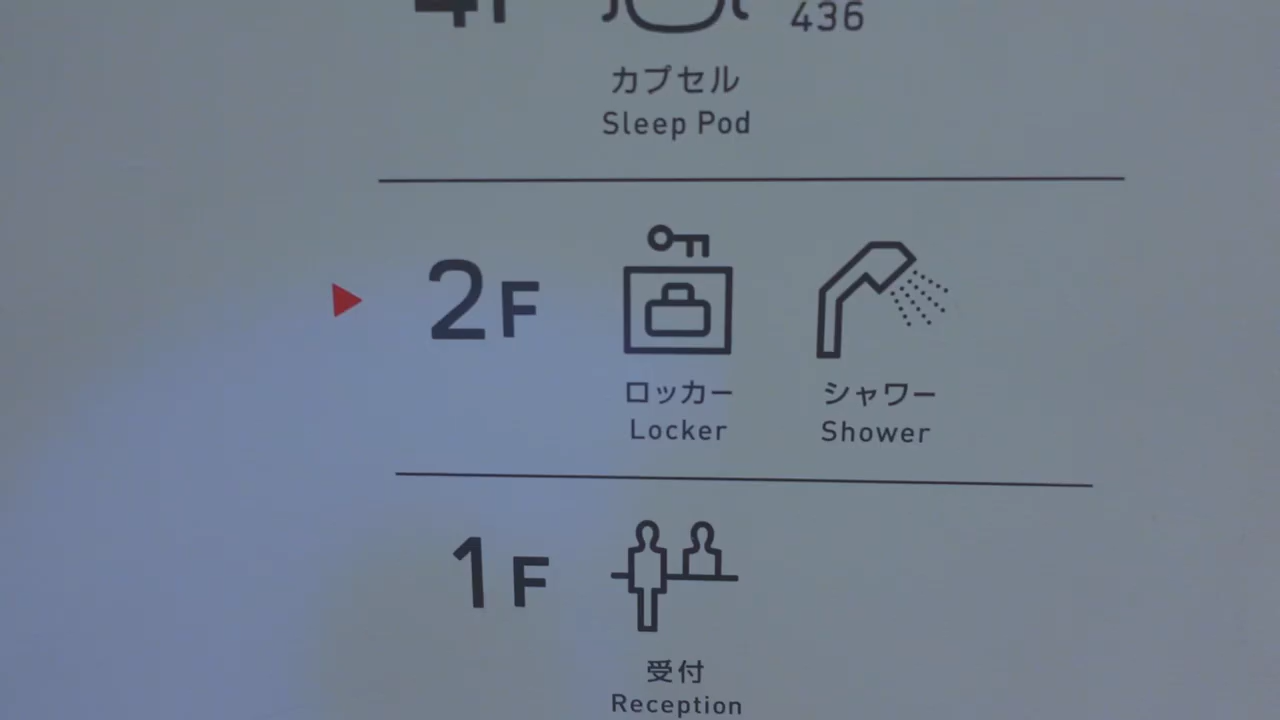 4F
436
カプセル
Sleep Pod
2F
ロッカー
Locker
シャワー
Shower
1F
受付
Reception